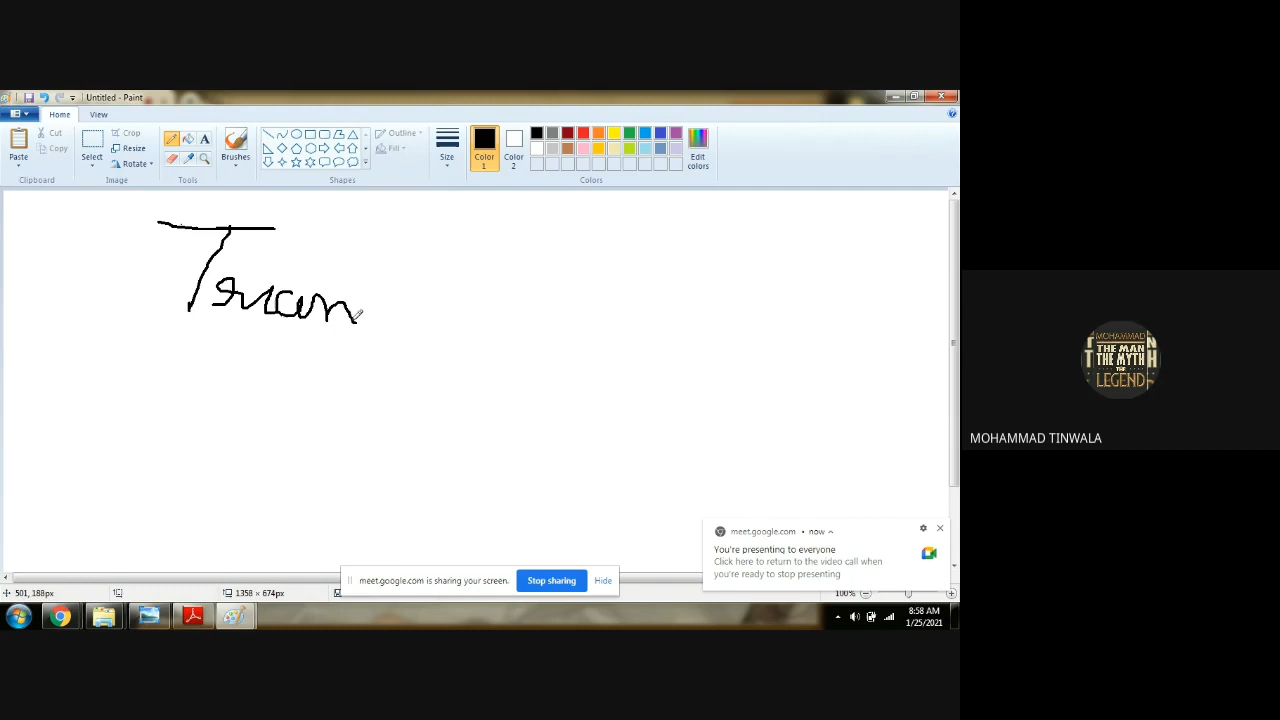 Untitled - Paint
Home View
Paste
Cut
Copy
Clipboard
Select
Crop
Resize
Rotate
Image
A
Tools
Brushes
Outline
Fill
Shapes
Size
Color 1
Color 2
Edit colors
Colors
MOHAMMAD
THE MAN
THE MYTH
THE
LEGEND
MOHAMMAD TINWALA
meet.google.com • now
You're presenting to everyone
Click here to return to the video call when
you're ready to stop presenting
meet.google.com is sharing your screen. Stop sharing Hide
501, 188px 1358 × 674px 100%
8:58 AM
1/25/2021